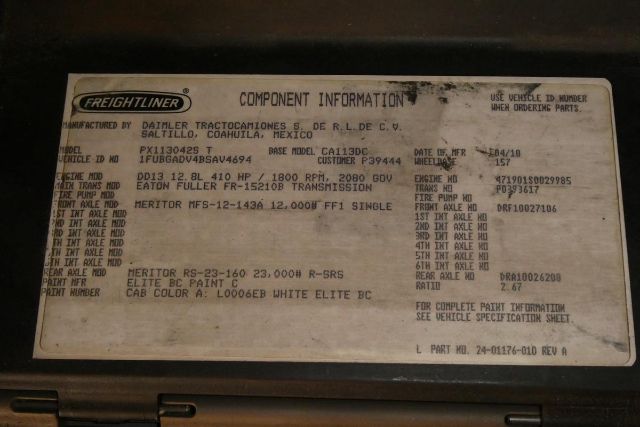 FREIGHTLINER® COMPONENT INFORMATION USE VEHICLE ID NUMBER
WHEN ORDERING PARTS.
MANUFACTURED BY DAIMLER TRACTOCAMIONES S. DE R.L.DE C.V.
SALTILLO, COAHUILA, MEXICO
MODEL PX113042S T BASE MODEL CA113DC DATE OF MFR 04/10
VEHICLE ID NO 1FUBGADV4BSAV4694 CUSTOMER P39444 WHEELBASE 157
ENGINE MOD DD13 12.8L 410 HP / 1800 RPM, 2080 GOV ENGINE NO 471901S0029985
MAIN TRANS MOD EATON FULLER FR-15210B TRANSMISSION TRANS NO P0393617
FIRE PUMP MOD FIRE PUMP NO
FRONT AXLE MOD MERITOR MFS-12-143A 12,000# FF1 SINGLE FRONT AXLE NO DRF10027106
1ST INT AXLE MOD 1ST INT AXLE NO
2ND INT AXLE MOD 2ND INT AXLE NO
3RD INT AXLE MOD 3RD INT AXLE NO
4TH INT AXLE MOD 4TH INT AXLE NO
5TH INT AXLE MOD 5TH INT AXLE NO
6TH INT AXLE MOD 6TH INT AXLE NO
REAR AXLE MOD MERITOR RS-23-160 23,000# R-SRS REAR AXLE NO DRA10026208
PAINT MFR ELITE BC PAINT C RATIO 2.67
PAINT NUMBER CAB COLOR A: L0006EB WHITE ELITE BC
FOR COMPLETE PAINT INFORMATION
SEE VEHICLE SPECIFICATION SHEET.
L PART NO. 24-01176-010 REV A